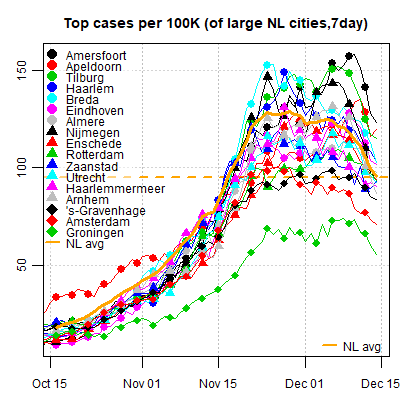 Top cases per 100K (of large NL cities,7day)
Amersfoort
Apeldoorn
Tilburg
Haarlem
Breda
Eindhoven
Almere
Nijmegen
Enschede
Rotterdam
Zaanstad
Utrecht
Haarlemmermeer
Arnhem
's-Gravenhage
Amsterdam
Groningen
NL avg
150
100
50
NL avg
Oct 15
Nov 01
Nov 15
Dec 01
Dec 15